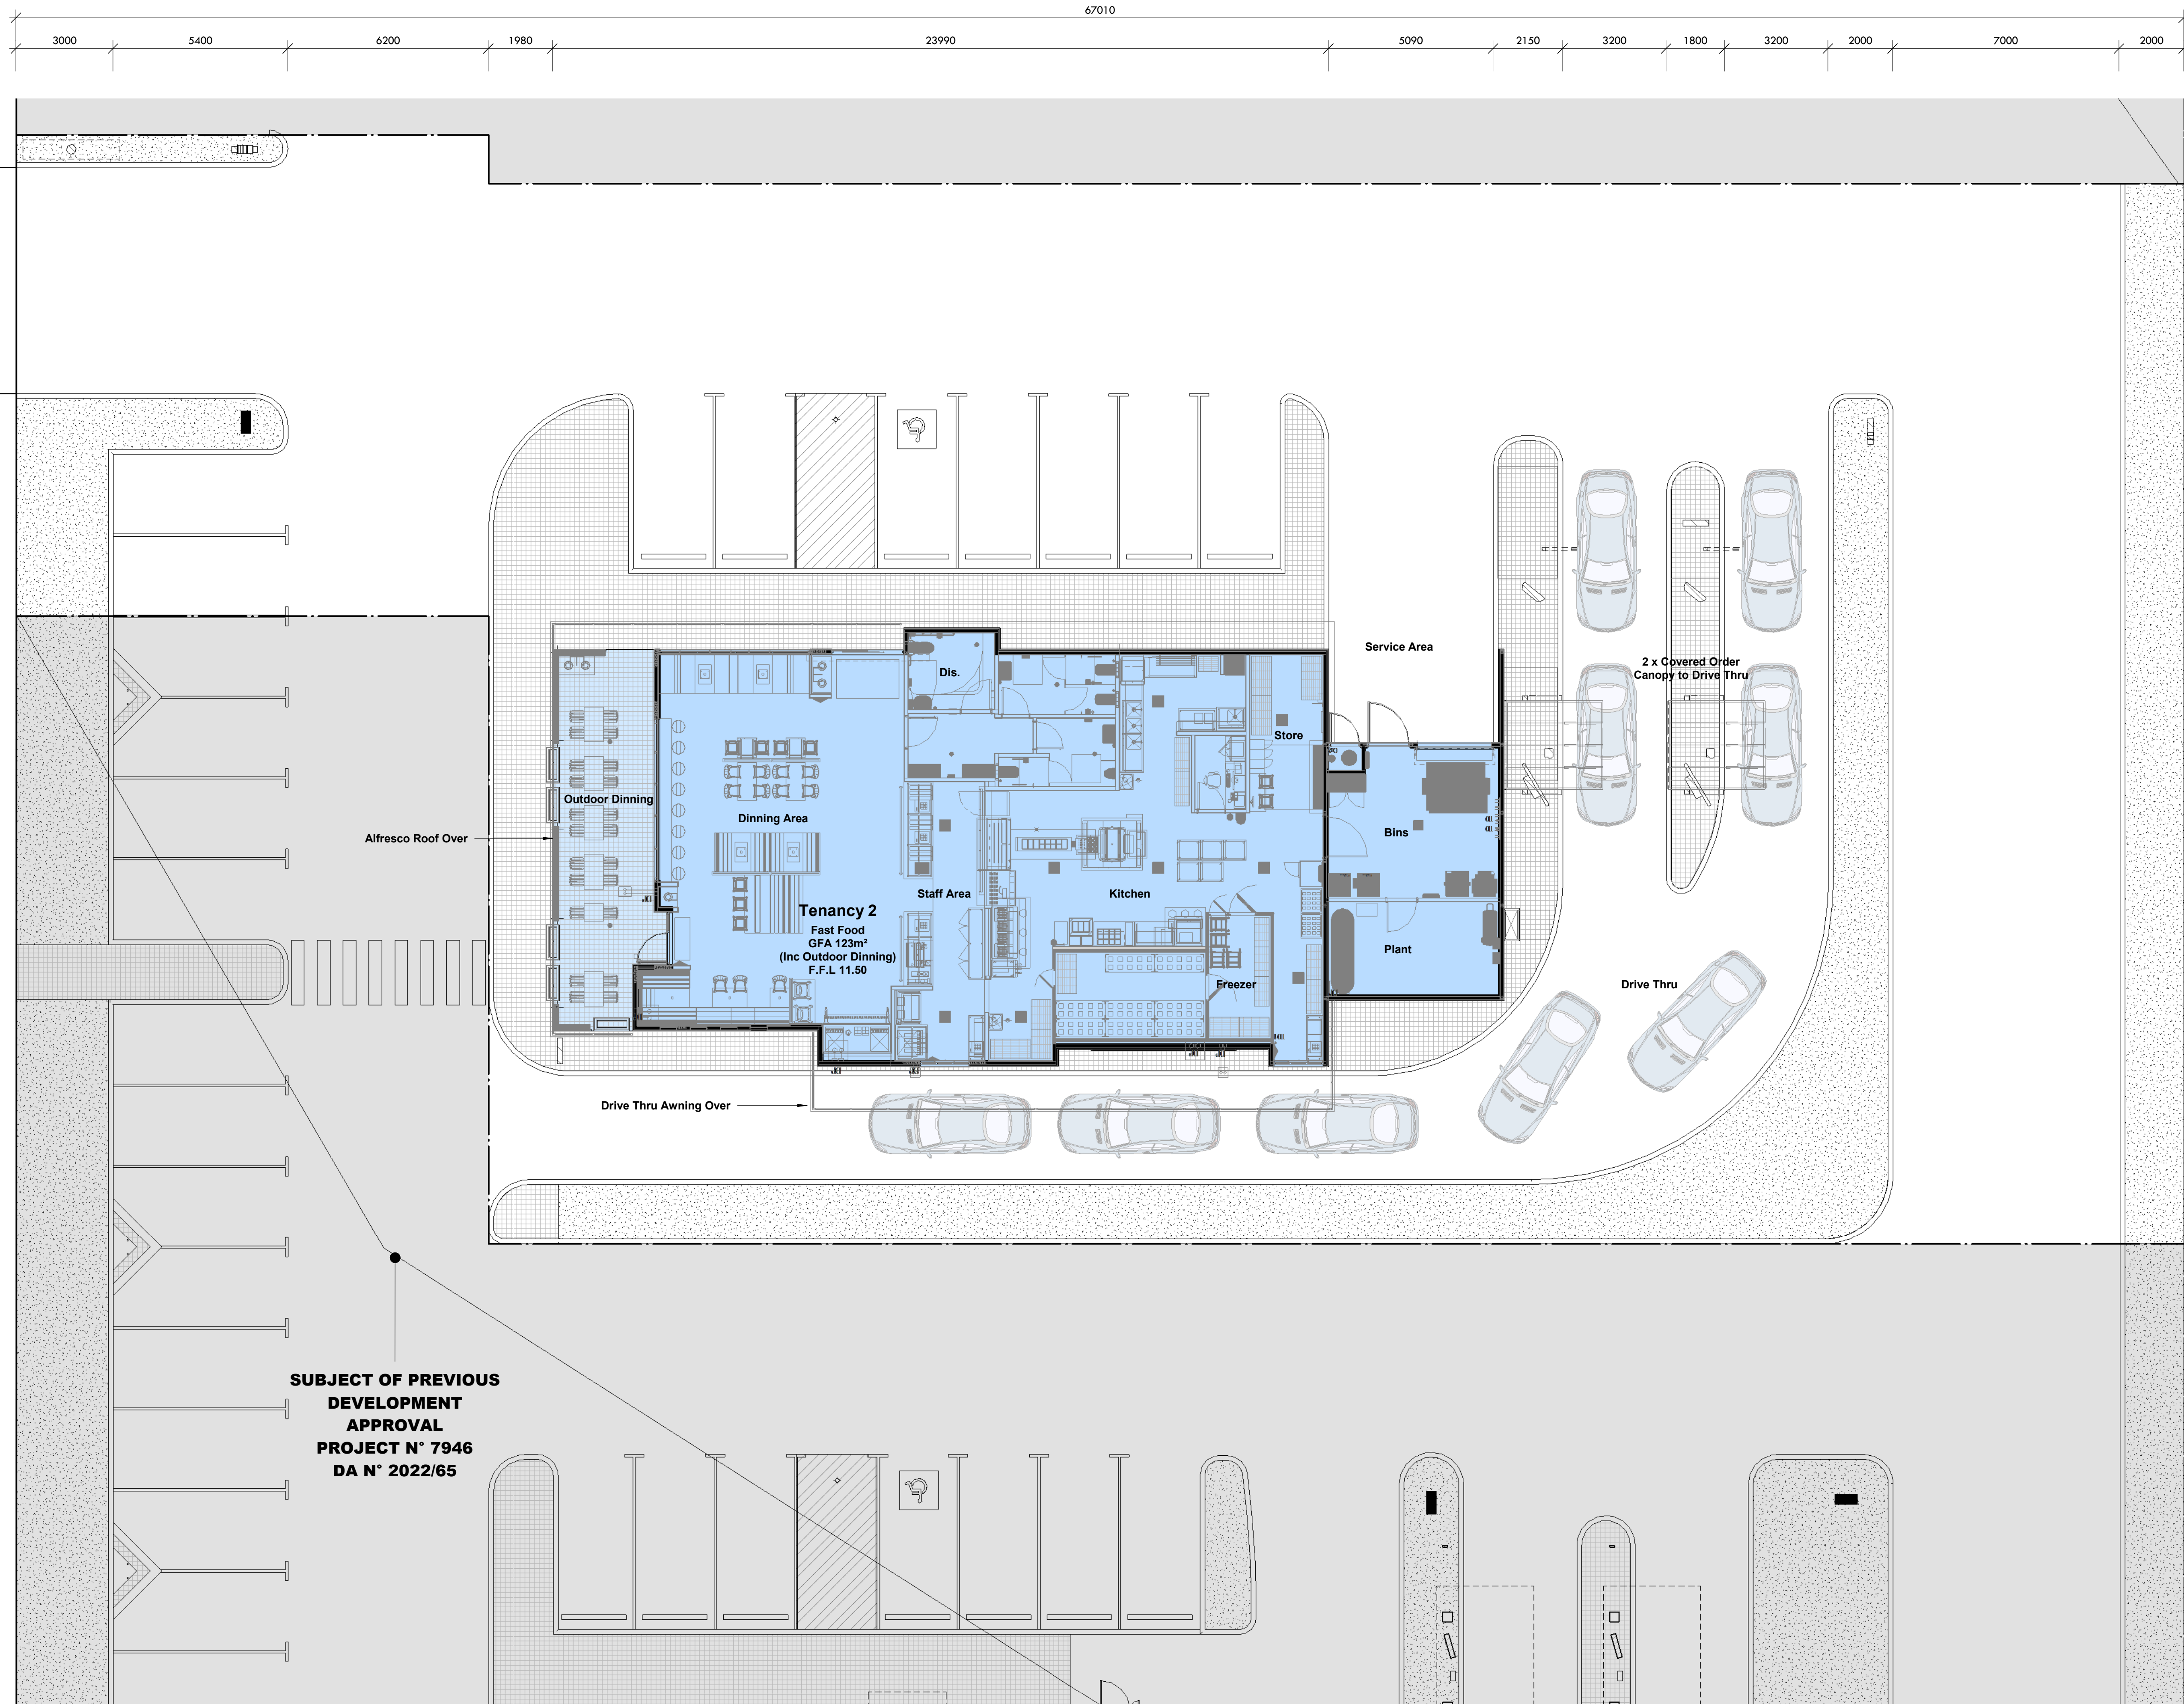 67010
3000 5400 6200 1980 23990 5090 2150 3200 1800 3200 2000 7000 2000
Service Area
2 x Covered Order
Canopy to Drive Thru
Dis.
Store
Outdoor Dinning
Dinning Area
Bins
Alfresco Roof Over
Staff Area
Kitchen
Tenancy 2
Fast Food
GFA 123m²
(Inc Outdoor Dinning)
F.F.L 11.50
Plant
Freezer
Drive Thru
Drive Thru Awning Over
SUBJECT OF PREVIOUS
DEVELOPMENT
APPROVAL
PROJECT N° 7946
DA N° 2022/65